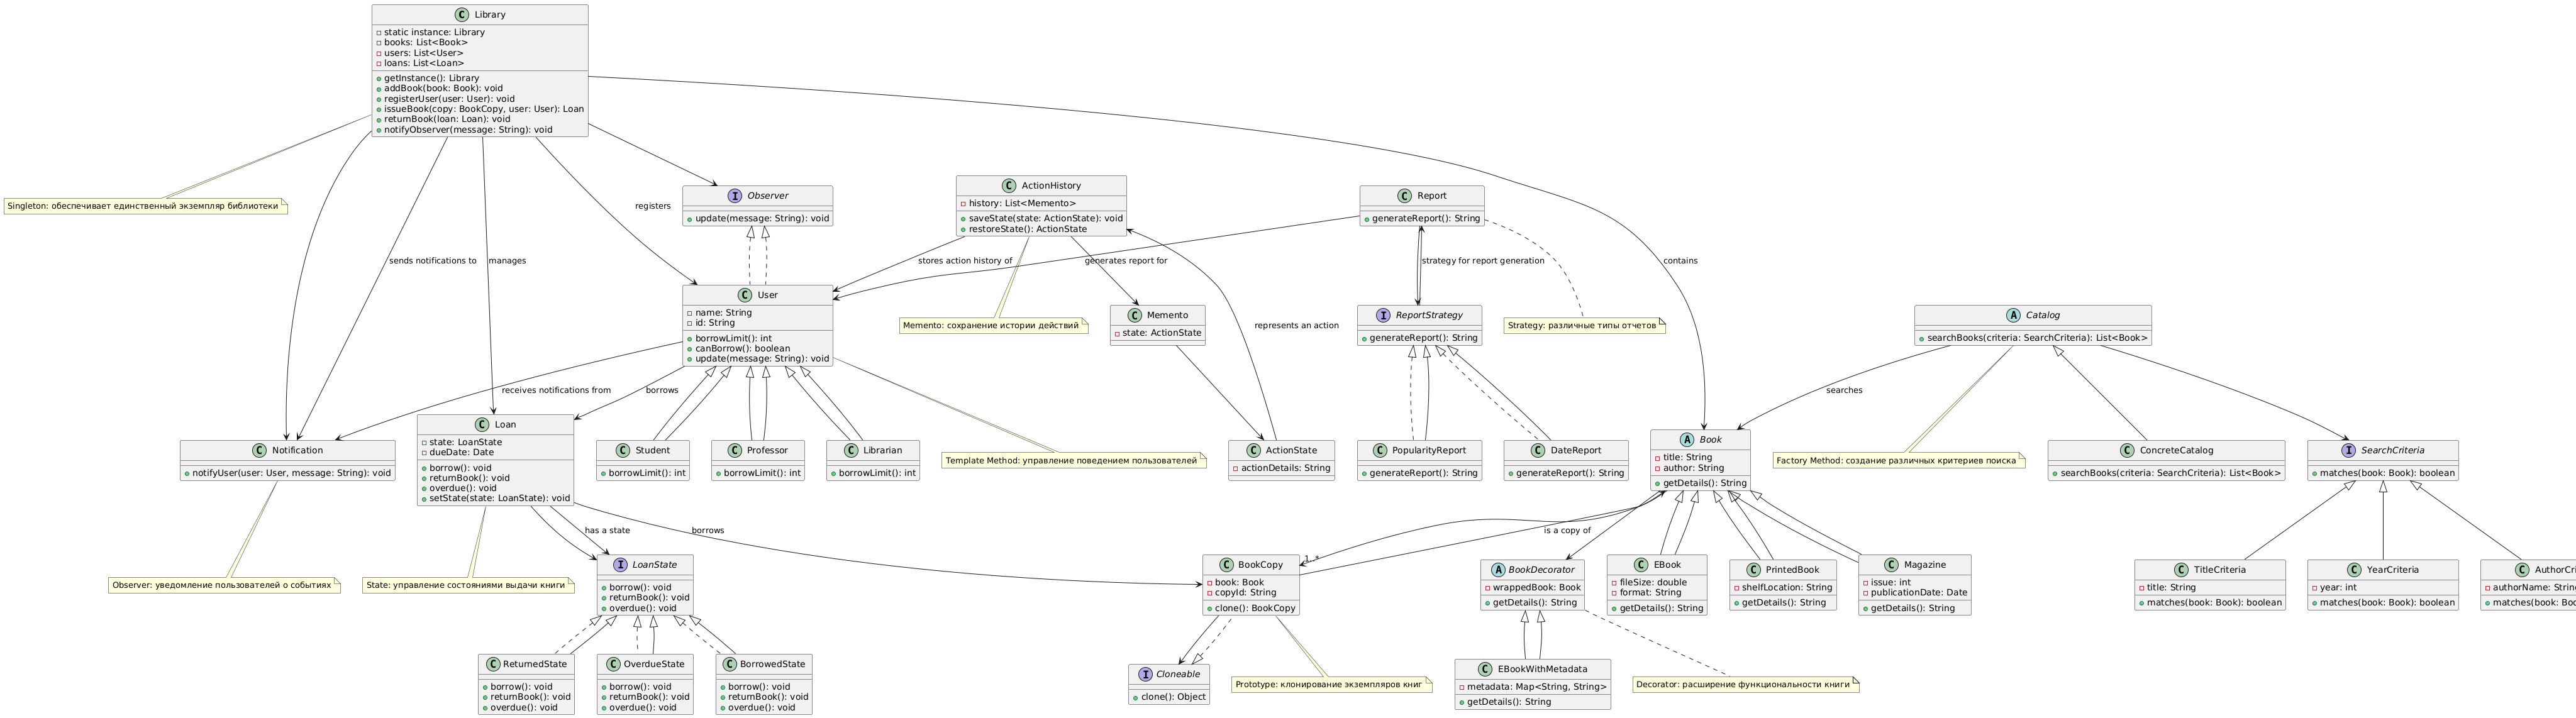 Library
static instance: Library
books: List<Book>
users: List<User>
loans: List<Loan>
getInstance(): Library
addBook(book: Book): void
registerUser(user: User): void
issueBook(copy: BookCopy, user: User): Loan
returnBook(loan: Loan): void
notifyObserver(message: String): void
Singleton: обеспечивает единственный экземпляр библиотеки
registers
Observer
update(message: String): void
ActionHistory
history: List<Memento>
saveState(state: ActionState): void
restoreState(): ActionState
Report
generateReport(): String
sends notifications to
manages
stores action history of
generates report for
strategy for report generation
contains
User
name: String
id: String
borrowLimit(): int
canBorrow(): boolean
update(message: String): void
Memento: сохранение истории действий
Memento
state: ActionState
represents an action
ReportStrategy
generateReport(): String
Strategy: различные типы отчетов
Catalog
searchBooks(criteria: SearchCriteria): List<Book>
receives notifications from
borrows
searches
Notification
notifyUser(user: User, message: String): void
Loan
state: LoanState
dueDate: Date
borrow(): void
returnBook(): void
overdue(): void
setState(state: LoanState): void
Student
borrowLimit(): int
Professor
borrowLimit(): int
Librarian
borrowLimit(): int
Template Method: управление поведением пользователей
ActionState
actionDetails: String
PopularityReport
generateReport(): String
DateReport
generateReport(): String
Book
title: String
author: String
getDetails(): String
Factory Method: создание различных критериев поиска
ConcreteCatalog
searchBooks(criteria: SearchCriteria): List<Book>
SearchCriteria
matches(book: Book): boolean
has a state
borrows
is a copy of
1..*
Observer: уведомление пользователей о событиях
State: управление состояниями выдачи книги
LoanState
borrow(): void
returnBook(): void
overdue(): void
BookCopy
book: Book
copyId: String
clone(): BookCopy
BookDecorator
wrappedBook: Book
getDetails(): String
EBook
fileSize: double
format: String
getDetails(): String
PrintedBook
shelfLocation: String
getDetails(): String
Magazine
issue: int
publicationDate: Date
getDetails(): String
TitleCriteria
title: String
matches(book: Book): boolean
YearCriteria
year: int
matches(book: Book): boolean
AuthorCri
authorName: String
matches(book: Boo
ReturnedState
borrow(): void
returnBook(): void
overdue(): void
OverdueState
borrow(): void
returnBook(): void
overdue(): void
BorrowedState
borrow(): void
returnBook(): void
overdue(): void
Cloneable
clone(): Object
Prototype: клонирование экземпляров книг
EBookWithMetadata
metadata: Map<String, String>
getDetails(): String
Decorator: расширение функциональности книги